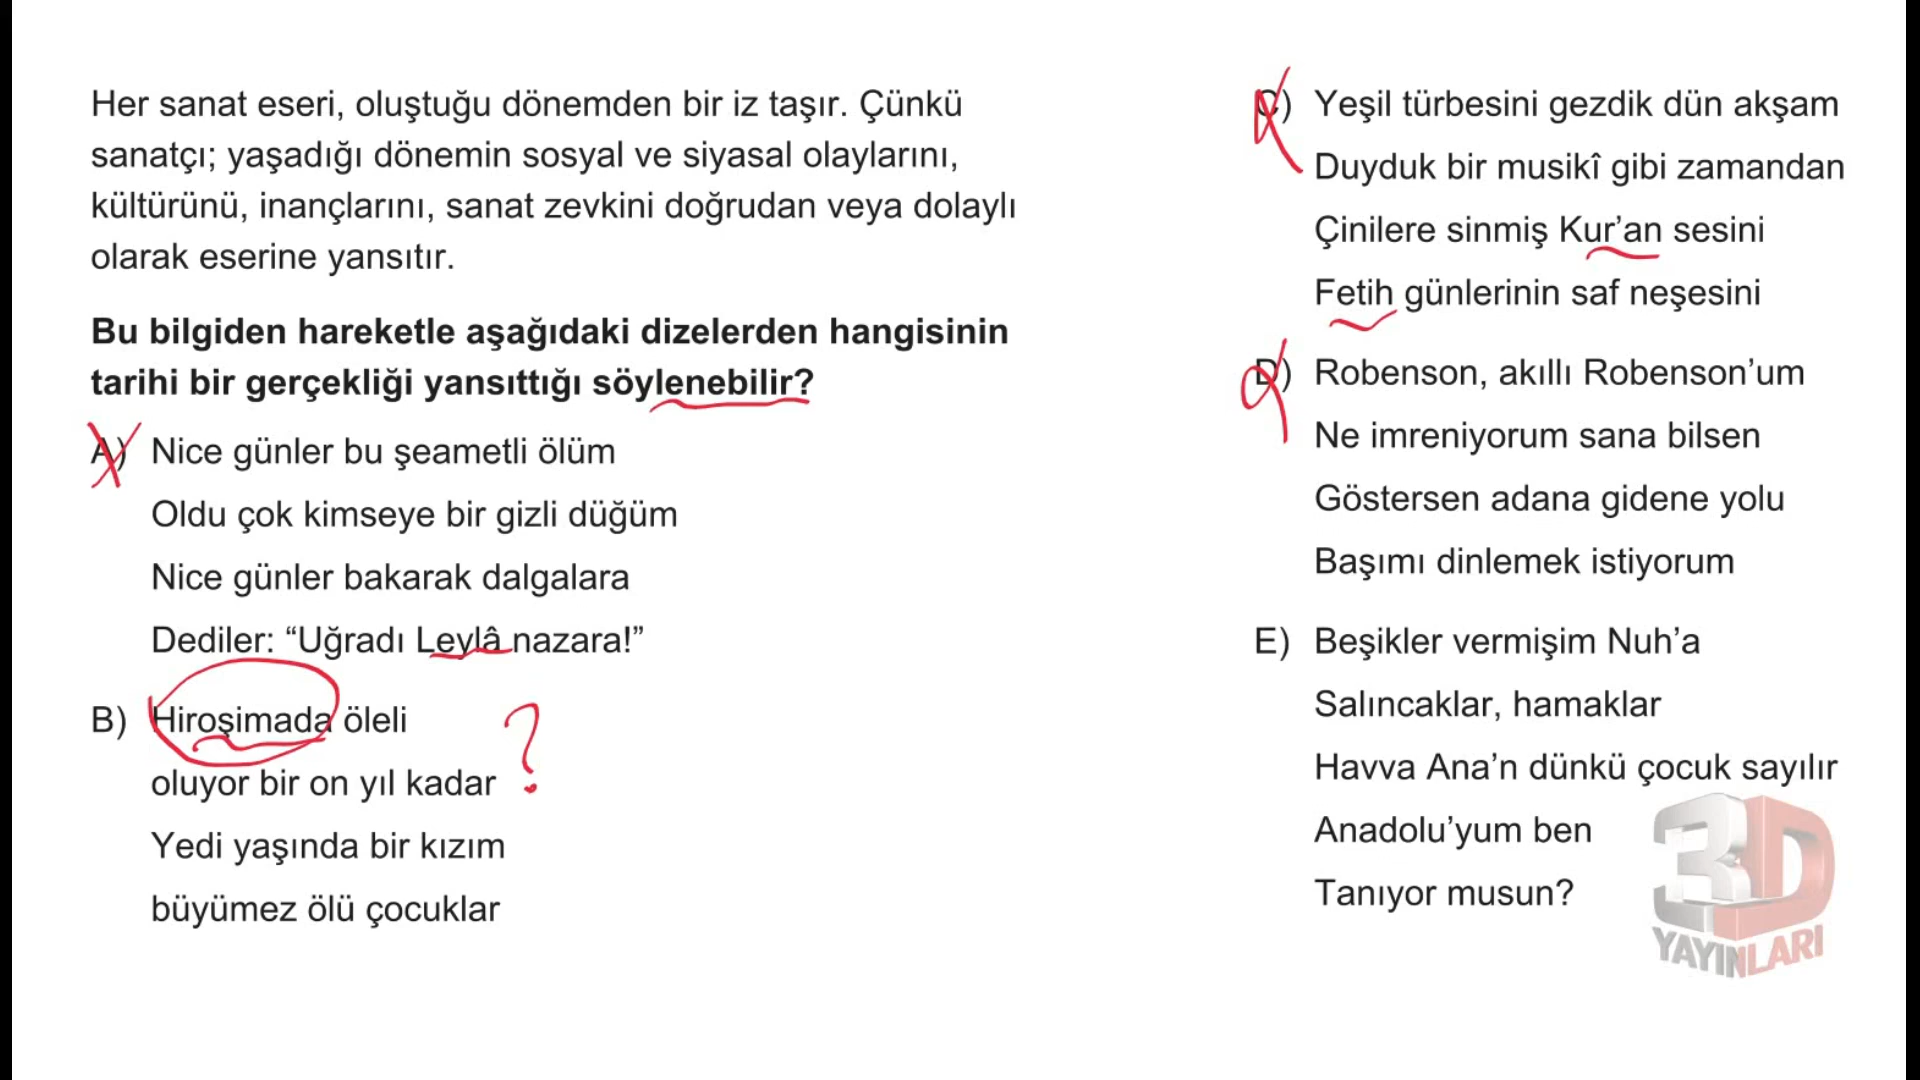 Her sanat eseri, oluştuğu dönemden bir iz taşır. Çünkü
sanatçı; yaşadığı dönemin sosyal ve siyasal olaylarını,
kültürünü, inançlarını, sanat zevkini doğrudan veya dolaylı
olarak eserine yansıtır.
Bu bilgiden hareketle aşağıdaki dizelerden hangisinin
tarihi bir gerçekliği yansıttığı söylenebilir?
A) Nice günler bu şeametli ölüm
Oldu çok kimseye bir gizli düğüm
Nice günler bakarak dalgalara
Dediler: “Uğradı Leylâ nazara!”
B) Hiroşimada öleli
oluyor bir on yıl kadar
Yedi yaşında bir kızım
büyümez ölü çocuklar
?
C) Yeşil türbesini gezdik dün akşam
Duyduk bir musikî gibi zamandan
Çinilere sinmiş Kur’an sesini
Fetih günlerinin saf neşesini
D) Robenson, akıllı Robenson’um
Ne imreniyorum sana bilsen
Göstersen adana gidene yolu
Başımı dinlemek istiyorum
E) Beşikler vermişim Nuh’a
Salıncaklar, hamaklar
Havva Ana’n dünkü çocuk sayılır
Anadolu’yum ben
Tanıyor musun?
3D
YAYINLARI